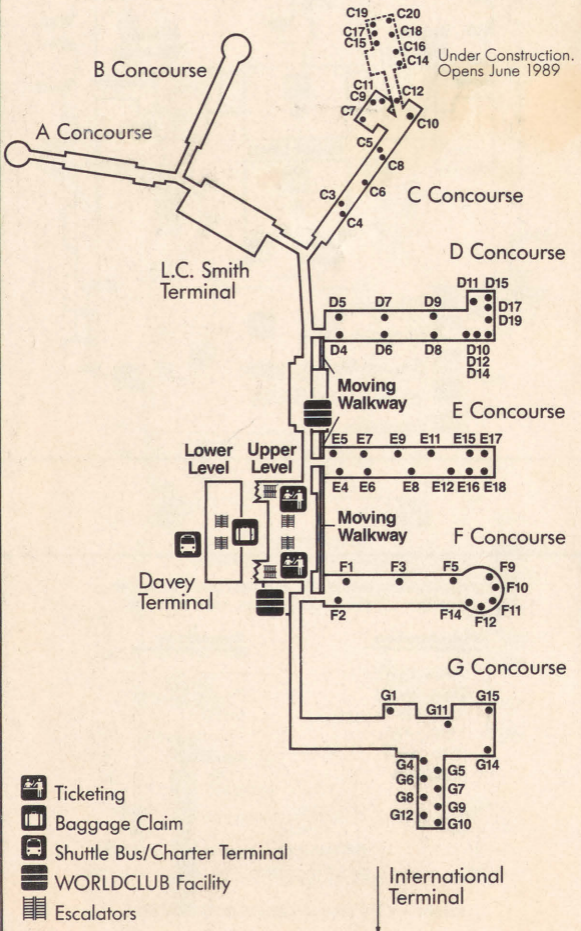 C19 C20
C17 C18
C15
C16
C14
Under Construction.
Opens June 1989
B Concourse
C11
C9 C12
C7 C10
A Concourse
C5
C8
C6
C3
C4
C Concourse
L.C. Smith
Terminal
D Concourse
D11 D15
D5 D7 D9 D17
D19
D4 D6 D8 D10
D12
D14
Moving
Walkway
E Concourse
Lower
Level
Upper
Level
E5 E7 E9 E11 E15 E17
E4 E6 E8 E12 E16 E18
Moving
Walkway
F Concourse
Davey
Terminal
F1 F3 F5 F9
F10
F2 F14 F11
F12
G Concourse
G1 G11 G15
G4 G5 G14
G6 G7
G8 G9
G12 G10
Ticketing
Baggage Claim
Shuttle Bus/Charter Terminal
WORLDCLUB Facility
Escalators
International
Terminal